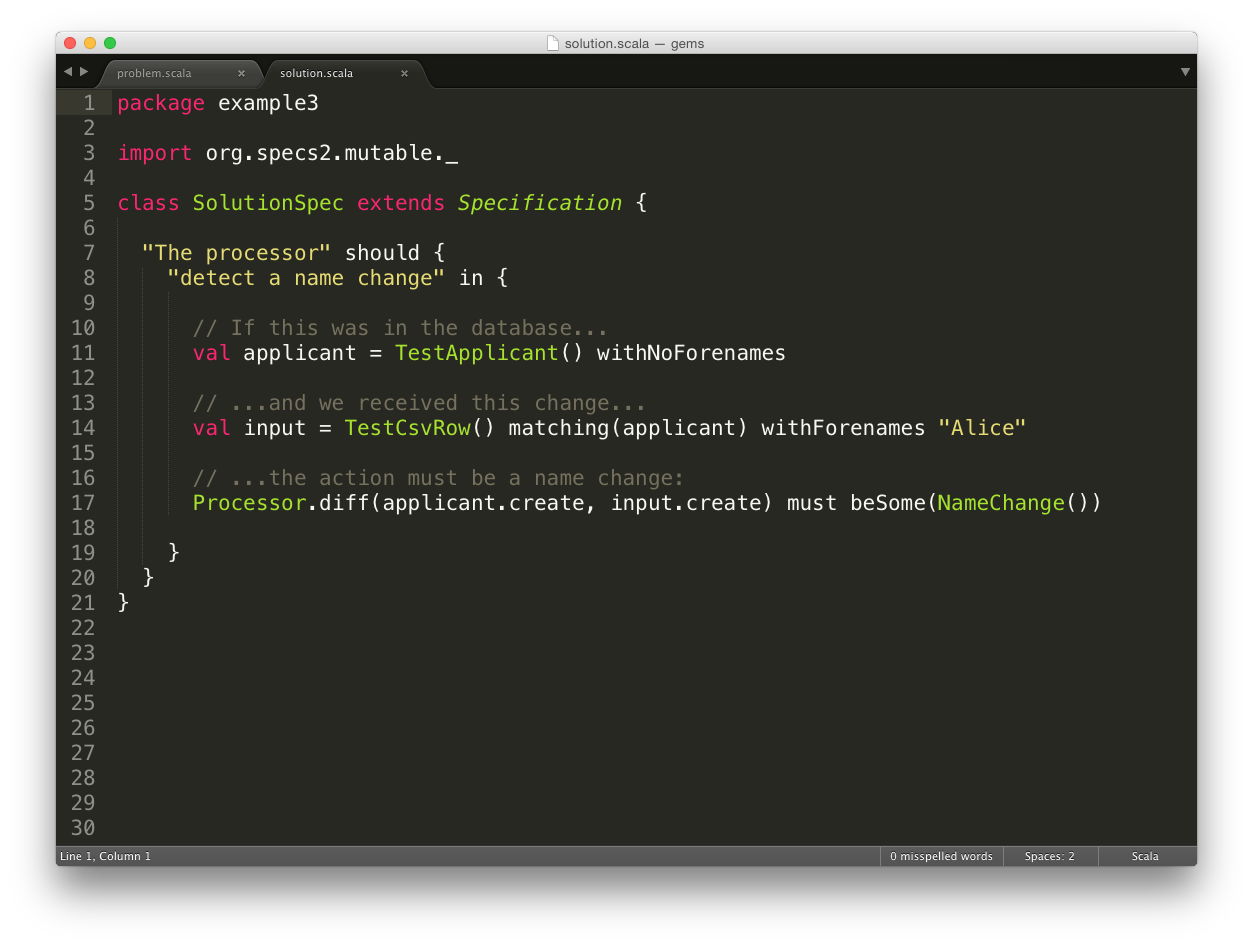 solution.scala — gems
problem.scala × solution.scala ×
1 package example3
2
3 import org.specs2.mutable._
4
5 class SolutionSpec extends Specification {
6
7   "The processor" should {
8     "detect a name change" in {
9
10       // If this was in the database...
11       val applicant = TestApplicant() withNoForenames
12
13       // ...and we received this change...
14       val input = TestCsvRow() matching(applicant) withForenames "Alice"
15
16       // ...the action must be a name change:
17       Processor.diff(applicant.create, input.create) must beSome(NameChange())
18
19     }
20   }
21 }
22
23
24
25
26
27
28
29
30
Line 1, Column 1 0 misspelled words Spaces: 2 Scala